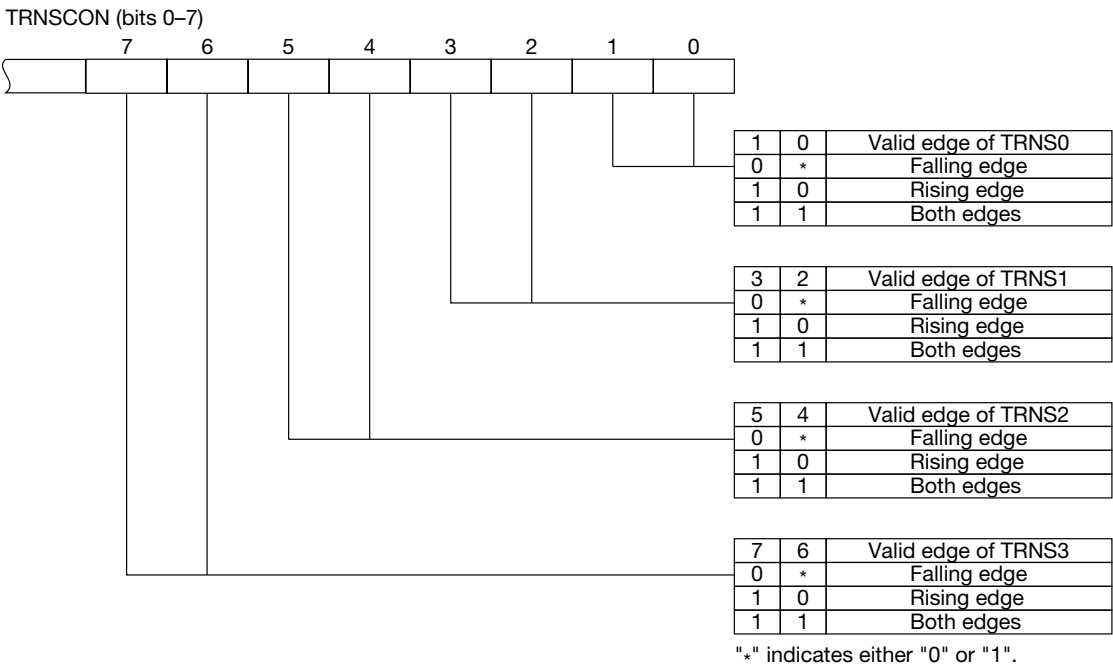 TRNSCON (bits 0–7)
7 6 5 4 3 2 1 0
1 0 Valid edge of TRNS0
0 * Falling edge
1 0 Rising edge
1 1 Both edges
3 2 Valid edge of TRNS1
0 * Falling edge
1 0 Rising edge
1 1 Both edges
5 4 Valid edge of TRNS2
0 * Falling edge
1 0 Rising edge
1 1 Both edges
7 6 Valid edge of TRNS3
0 * Falling edge
1 0 Rising edge
1 1 Both edges
"*" indicates either "0" or "1".